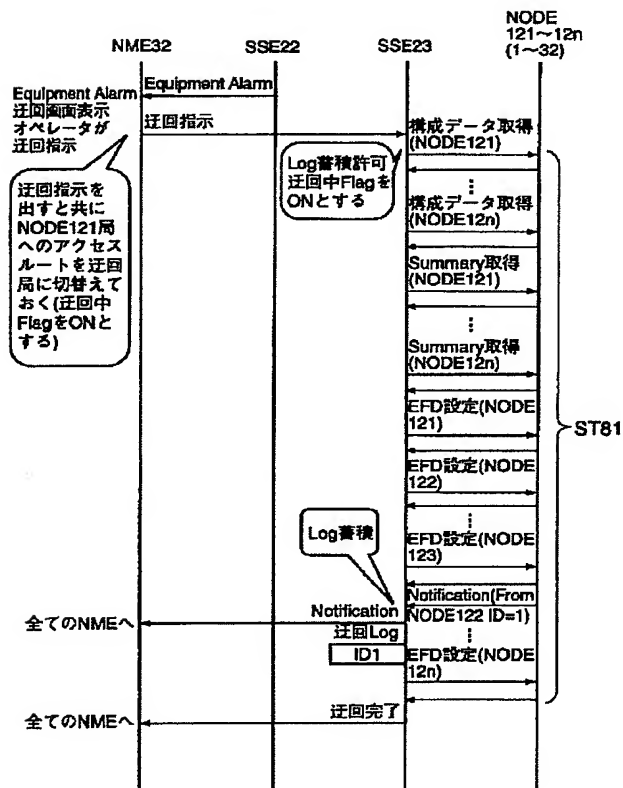 NODE
121～12n
(1～32)
NME32
SSE22
SSE23
Equipment Alarm
Equipment Alarm
迂回画面表示
オペレータが
迂回指示
迂回指示
迂回指示を
出すと共に
NODE121局
へのアクセス
ルートを迂回
局に切替えて
おく(迂回中
FlagをONと
する)
Log蓄積許可
迂回中Flagを
ONとする
構成データ取得
(NODE121)
構成データ取得
(NODE12n)
Summary取得
(NODE121)
Summary取得
(NODE12n)
EFD設定(NODE
121)
EFD設定(NODE
122)
EFD設定(NODE
123)
ST81
Log蓄積
Notification(From
NODE122 ID=1)
Notification
全てのNMEへ
迂回Log
ID1
EFD設定(NODE
12n)
迂回完了
全てのNMEへ